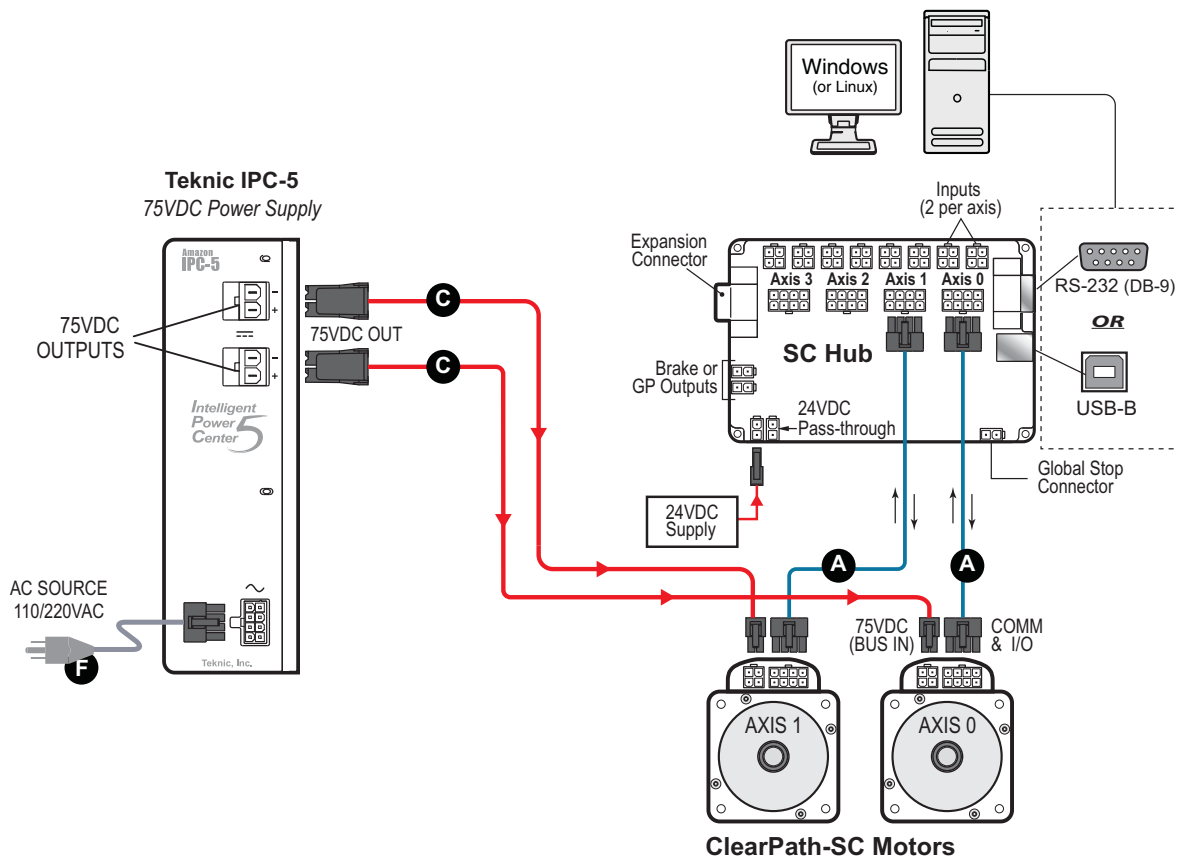 Windows
(or Linux)
Teknic IPC-5
75VDC Power Supply
Amazon
IPC-5
-
+
-
+
75VDC
OUTPUTS
75VDC OUT
C
C
Intelligent
Power
Center 5
AC SOURCE
110/220VAC
F
Teknic, Inc.
Inputs
(2 per axis)
Expansion
Connector
Axis 3
Axis 2
Axis 1
Axis 0
SC Hub
Brake or
GP Outputs
24VDC
Pass-through
24VDC
Supply
RS-232 (DB-9)
OR
USB-B
Global Stop
Connector
A
A
75VDC
(BUS IN)
COMM
& I/O
AXIS 1
AXIS 0
ClearPath-SC Motors